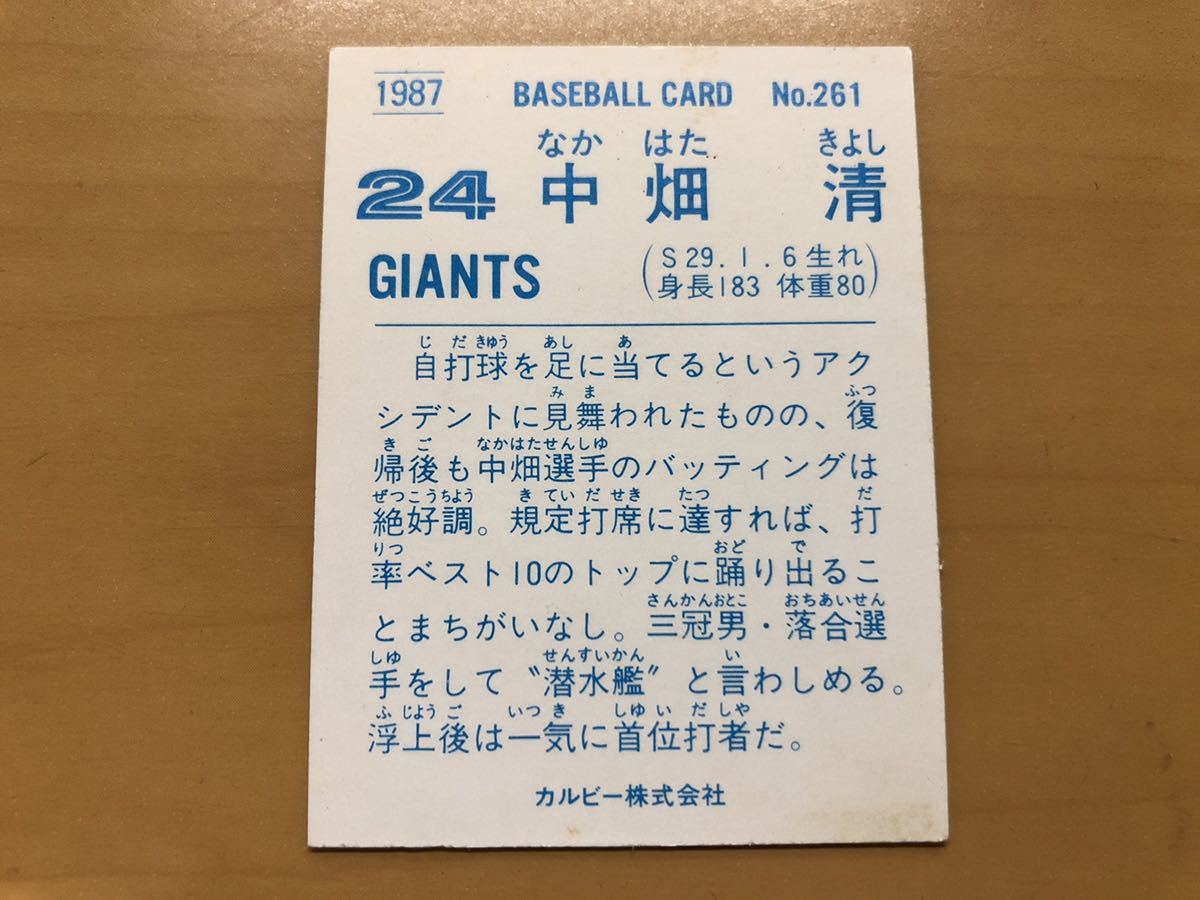 1987 BASEBALL CARD No.261
なか はた きよし
24 中畑 清
GIANTS
(S29.1.6生れ
身長183 体重80)
じ だ きゅう あし あ
自打球を足に当てるというアク
み ま ふつ
シデントに見舞われたものの、復
き ご なかはたせんしゆ
帰後も中畑選手のバッティングは
ぜつこうちよう き てい だ せき たつ だ
絶好調。規定打席に達すれば、打
りつ おど で
率ベスト10のトップに踊り出るこ
さんかんおとこ おちあいせん
とまちがいなし。三冠男・落合選
しゆ せんすいかん い
手をして〝潜水艦〟と言わしめる。
ふ じよう ご いつ き しゆ い だ しや
浮上後は一気に首位打者だ。
カルビー株式会社